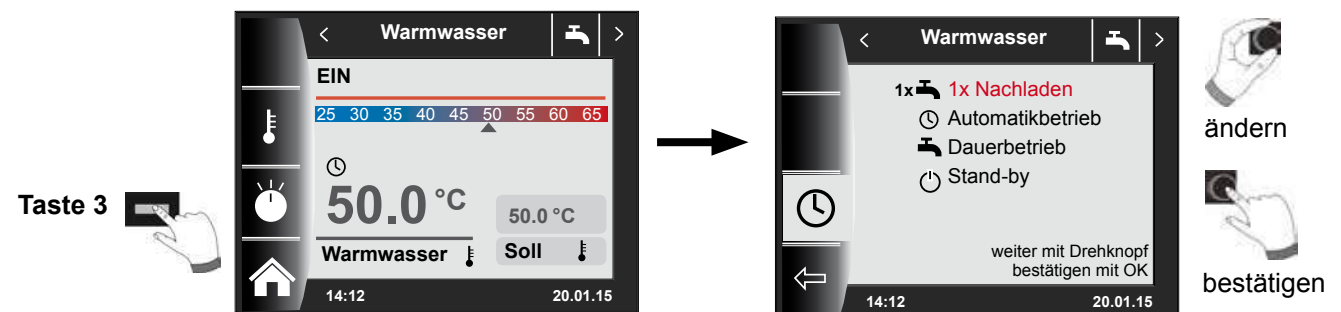 Taste 3
< Warmwasser >
EIN
25 30 35 40 45 50 55 60 65
50.0 °C
50.0 °C
Warmwasser Soll
14:12 20.01.15
< Warmwasser >
1x 1x Nachladen
Automatikbetrieb
Dauerbetrieb
Stand-by
weiter mit Drehknopf
bestätigen mit OK
14:12 20.01.15
ändern
bestätigen